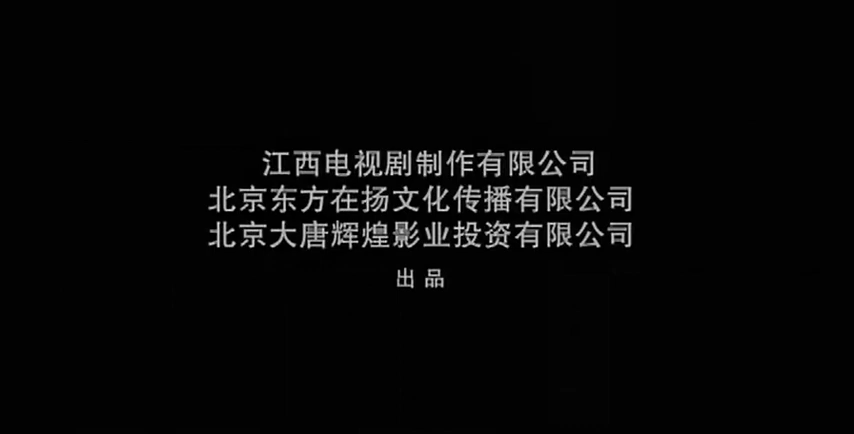 江西电视剧制作有限公司
北京东方在扬文化传播有限公司
北京大唐辉煌影业投资有限公司
出品